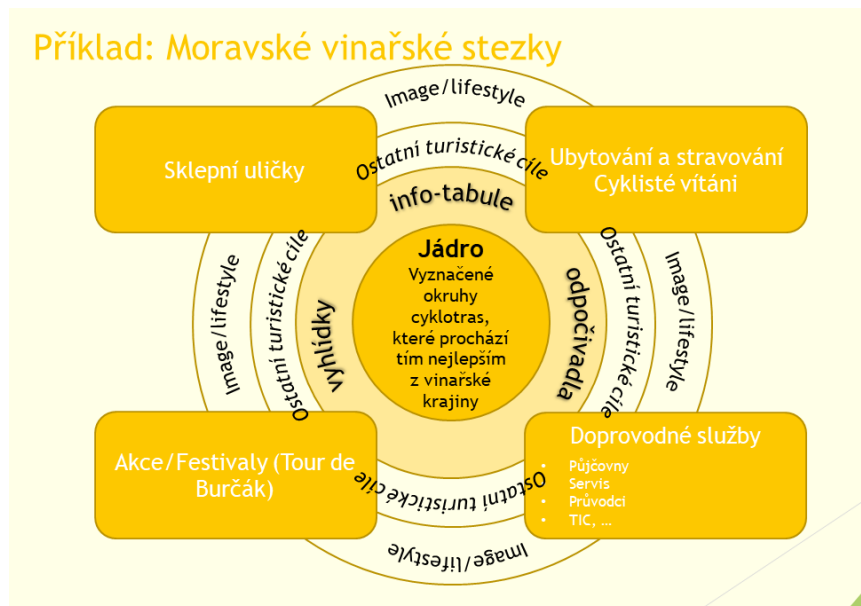 Příklad: Moravské vinařské stezky
Image/lifestyle
Ostatní turistické cíle
info-tabule
Sklepní uličky
Ubytování a stravování
Cyklisté vítáni
Jádro
Vyznačené
okruhy
cyklotras,
které prochází
tím nejlepším
z vinařské
krajiny
Image/lifestyle
Ostatní turistické cíle
vyhlídky
odpočívadla
Ostatní turistické cíle
Image/lifestyle
Akce/Festivaly (Tour de
Burčák)
Doprovodné služby
• Půjčovny
• Servis
• Průvodci
• TIC, …
Ostatní turistické cíle
Image/lifestyle